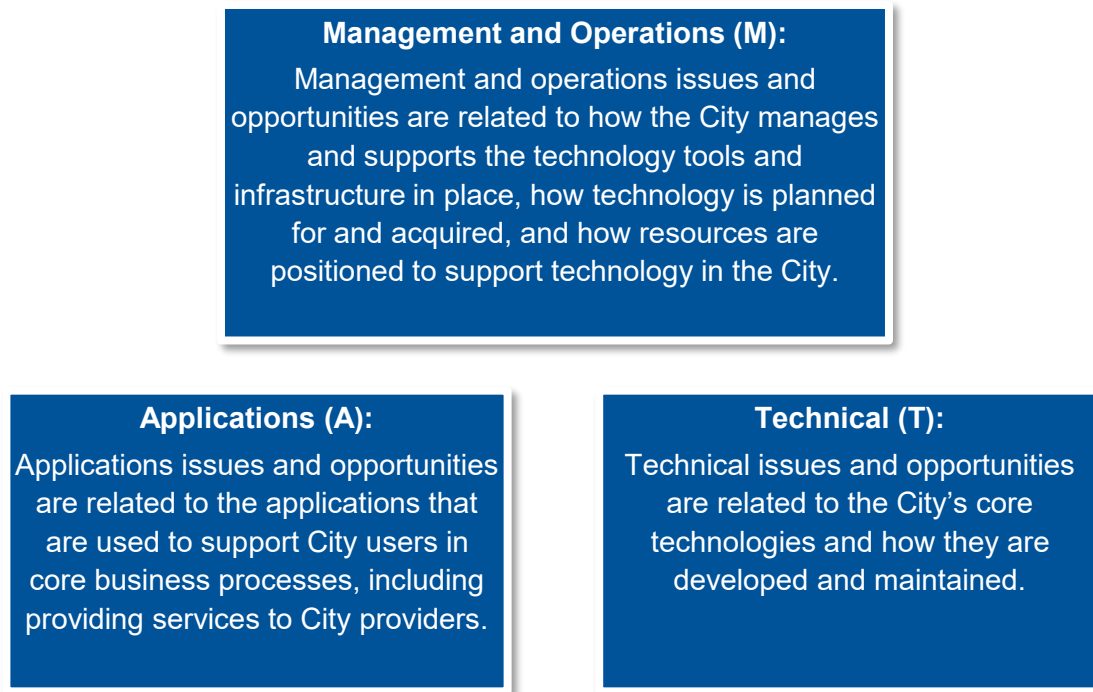 Management and Operations (M):
Management and operations issues and
opportunities are related to how the City manages
and supports the technology tools and
infrastructure in place, how technology is planned
for and acquired, and how resources are
positioned to support technology in the City.
Applications (A):
Applications issues and opportunities
are related to the applications that
are used to support City users in
core business processes, including
providing services to City providers.
Technical (T):
Technical issues and opportunities
are related to the City’s core
technologies and how they are
developed and maintained.